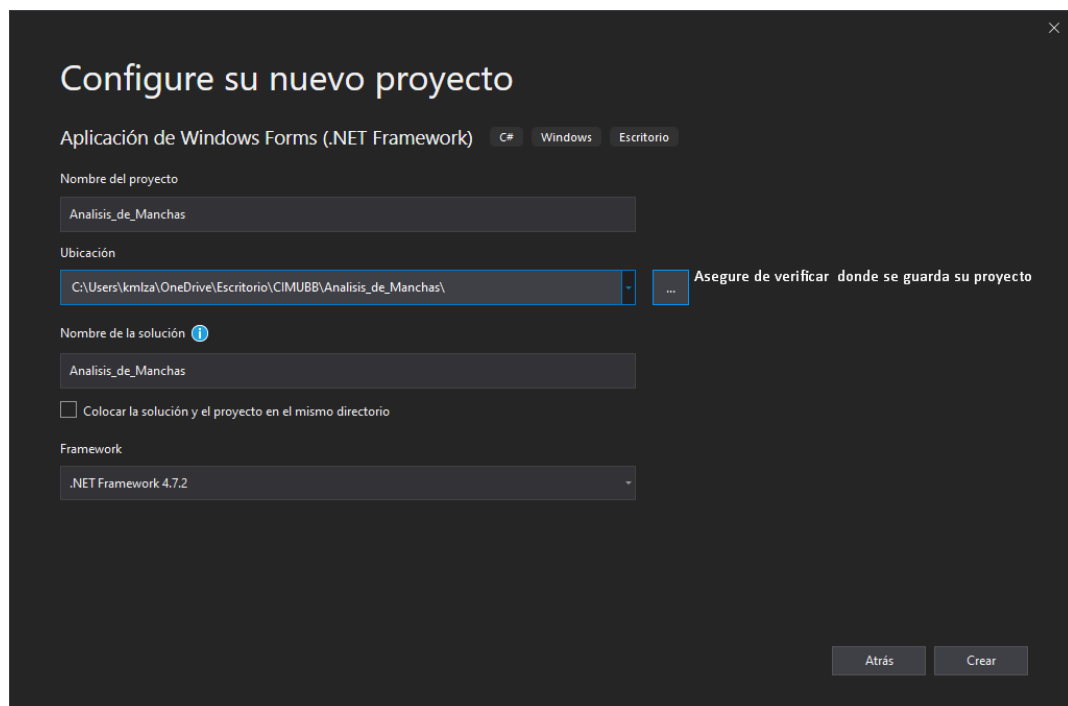 Configure su nuevo proyecto
Aplicación de Windows Forms (.NET Framework) C# Windows Escritorio
Nombre del proyecto
Analisis_de_Manchas
Ubicación
C:\Users\kmlza\OneDrive\Escritorio\CIMUBB\Analisis_de_Manchas\ ... Asegure de verificar donde se guarda su proyecto
Nombre de la solución
Analisis_de_Manchas
Colocar la solución y el proyecto en el mismo directorio
Framework
.NET Framework 4.7.2
Atrás Crear